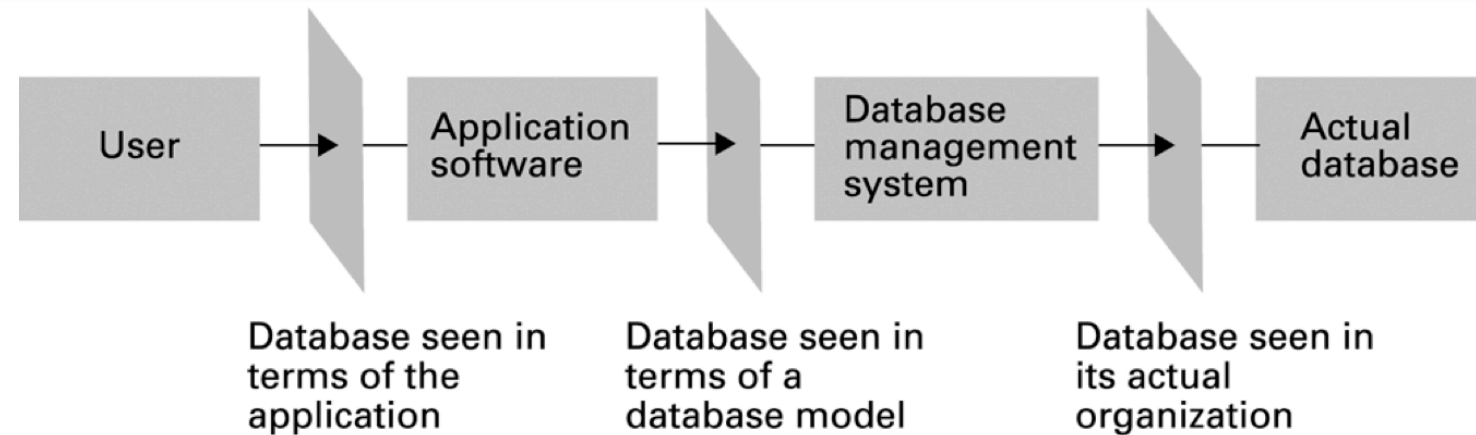 User
Application
software
Database
management
system
Actual
database
Database seen in
terms of the
application
Database seen in
terms of a
database model
Database seen in
its actual
organization